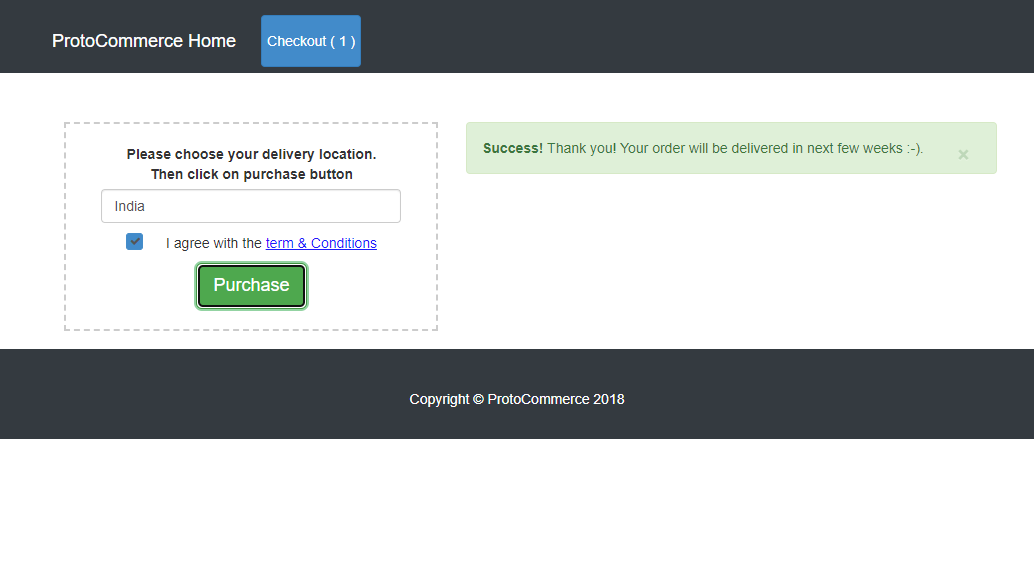 ProtoCommerce Home
Checkout ( 1 )
Please choose your delivery location.
Then click on purchase button
India
I agree with the term & Conditions
Purchase
Success! Thank you! Your order will be delivered in next few weeks :-).
×
Copyright © ProtoCommerce 2018